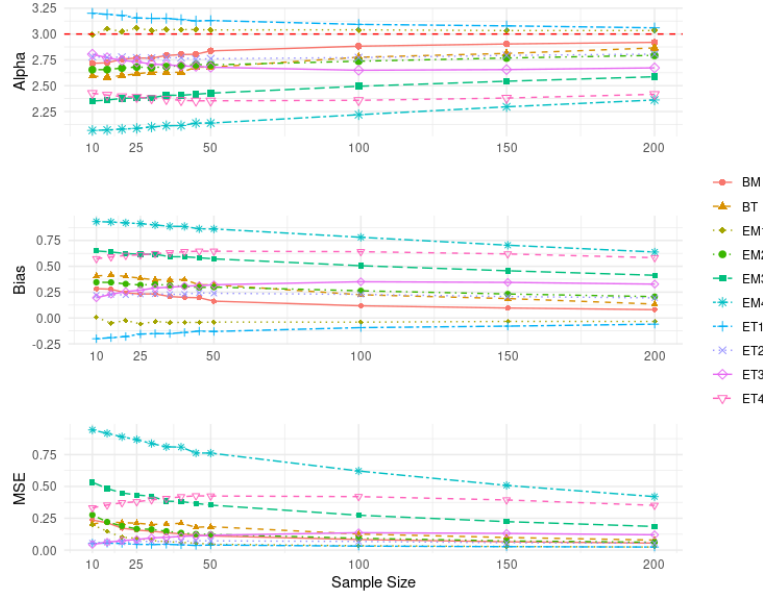 3.25
3.00
2.75
2.50
2.25
Alpha
10 25 50 100 150 200
0.75
0.50
0.25
0.00
-0.25
Bias
10 25 50 100 150 200
0.75
0.50
0.25
0.00
MSE
10 25 50 100 150 200
Sample Size
BM
BT
EM1
EM2
EM3
EM4
ET1
ET2
ET3
ET4